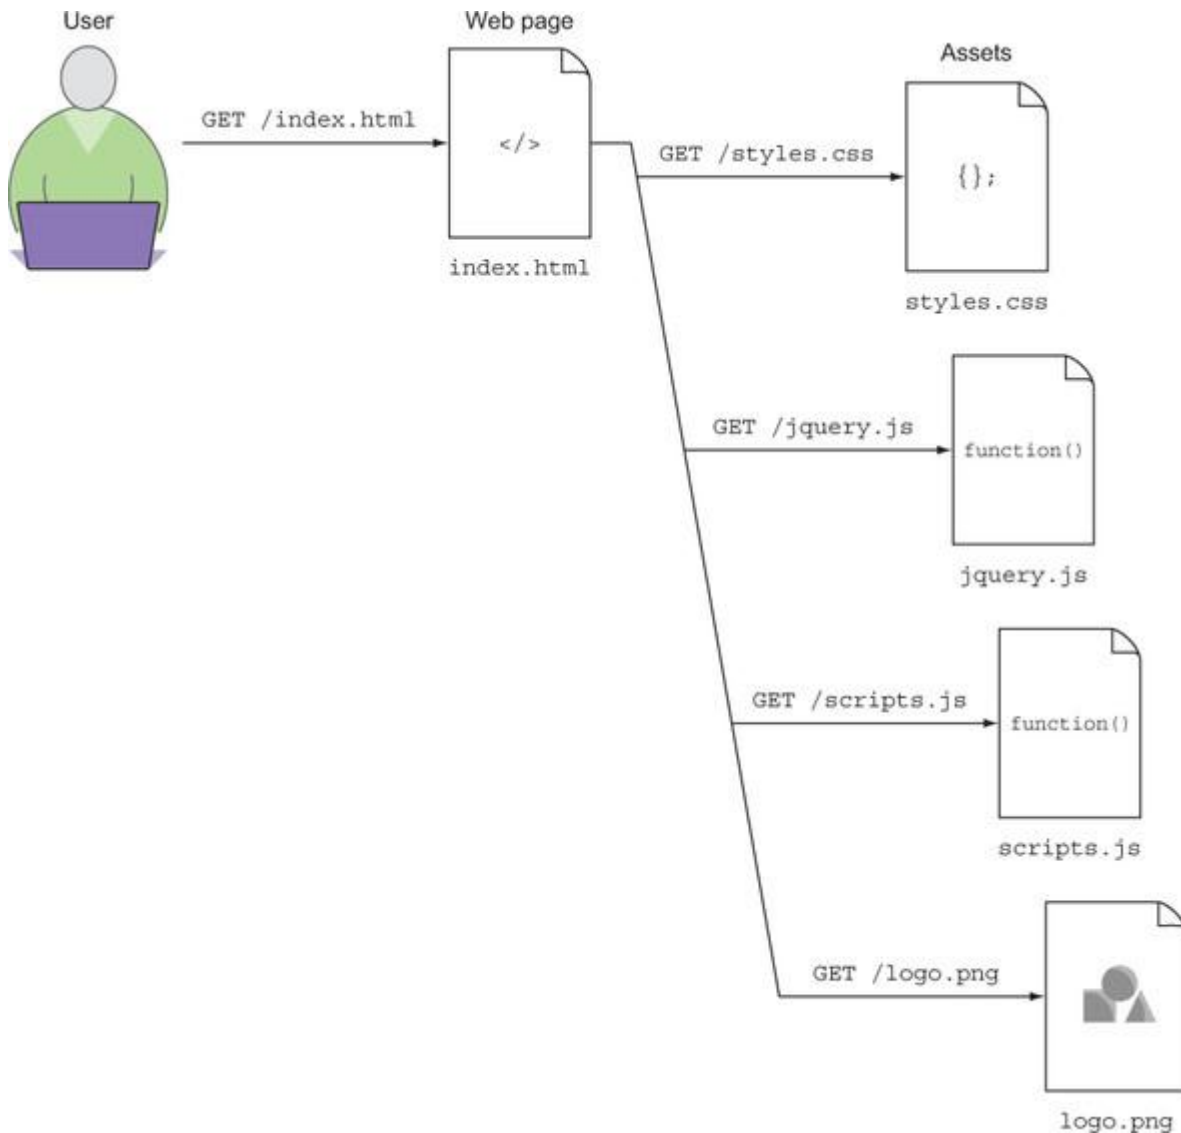 User
Web page
Assets
GET /index.html
</>
GET /styles.css
{};
index.html
styles.css
GET /jquery.js
function()
jquery.js
GET /scripts.js
function()
scripts.js
GET /logo.png
logo.png